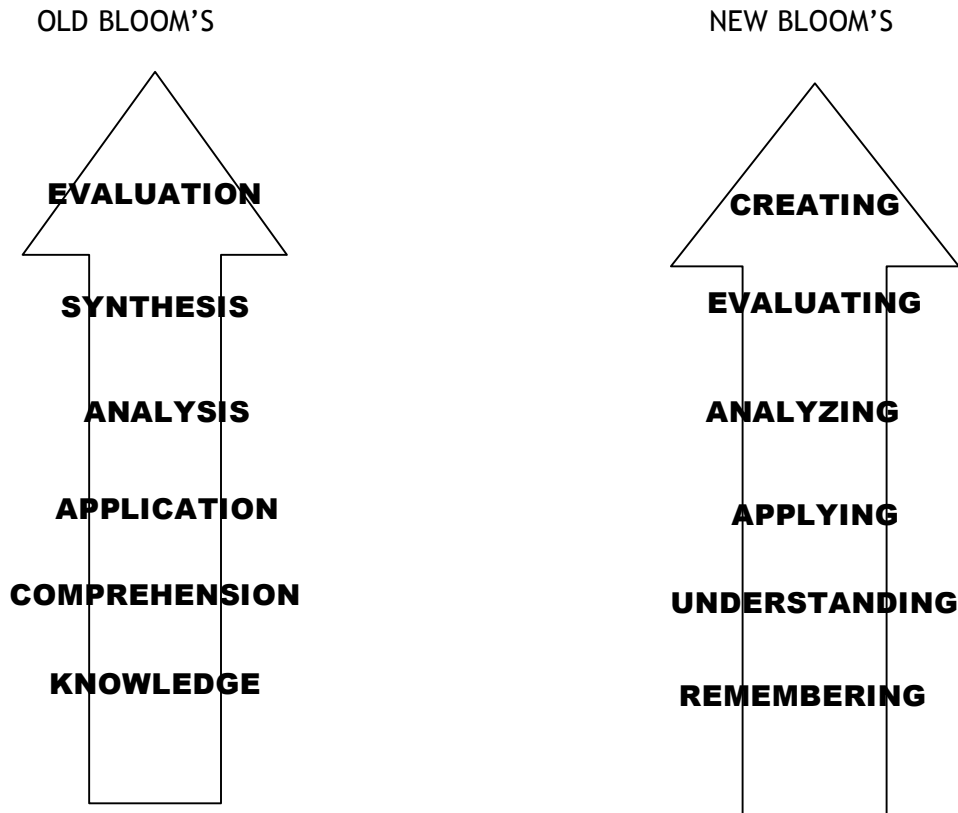 OLD BLOOM’S
EVALUATION
SYNTHESIS
ANALYSIS
APPLICATION
COMPREHENSION
KNOWLEDGE
NEW BLOOM’S
CREATING
EVALUATING
ANALYZING
APPLYING
UNDERSTANDING
REMEMBERING